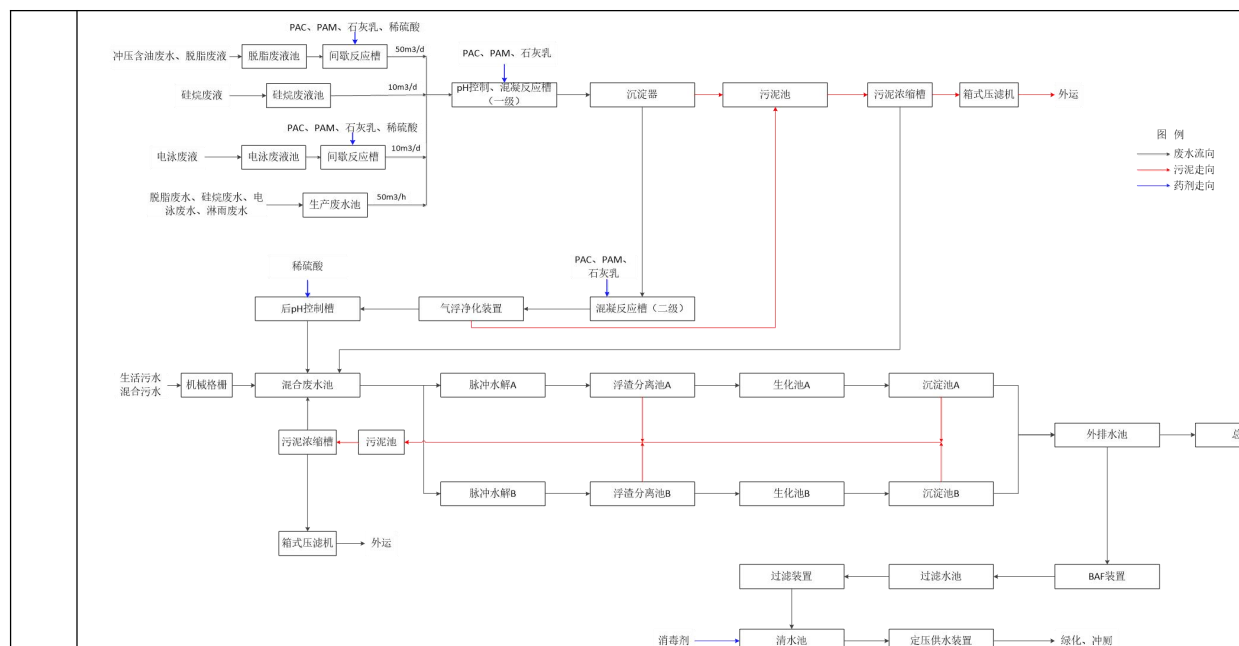 PAC、PAM、石灰乳、稀硫酸
冲压含油废水、脱脂废液
脱脂废液池
间歇反应槽
50m3/d
PAC、PAM、石灰乳
硅烷废液
硅烷废液池
10m3/d
pH控制、混凝反应槽
（一级）
沉淀器
污泥池
污泥浓缩槽
箱式压滤机
外运
PAC、PAM、石灰乳、稀硫酸
电泳废液
电泳废液池
间歇反应槽
10m3/d
图 例
废水流向
污泥走向
药剂走向
脱脂废水、硅烷废水、电
泳废水、淋雨废水
生产废水池
50m3/h
稀硫酸
PAC、PAM、
石灰乳
后pH控制槽
气浮净化装置
混凝反应槽（二级）
生活污水
混合污水
机械格栅
混合废水池
脉冲水解A
浮渣分离池A
生化池A
沉淀池A
污泥浓缩槽
污泥池
外排水池
总
脉冲水解B
浮渣分离池B
生化池B
沉淀池B
箱式压滤机
外运
过滤装置
过滤水池
BAF装置
消毒剂
清水池
定压供水装置
绿化、冲厕